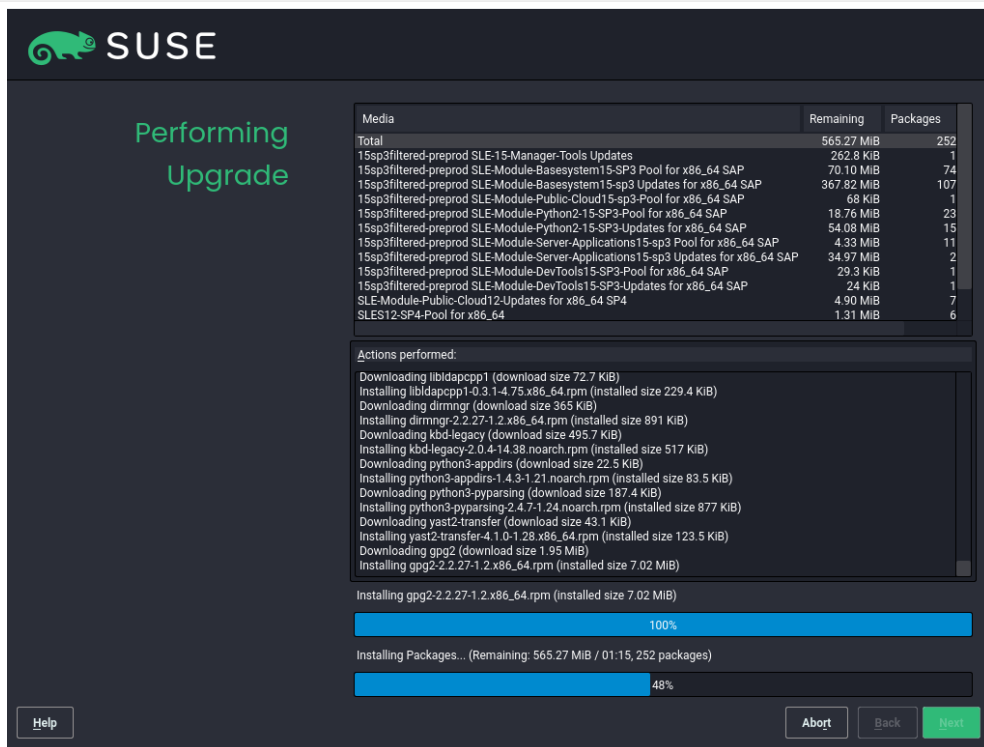 SUSE
Performing
Upgrade
Media Remaining Packages
Total 565.27 MiB 252
15sp3filtered-preprod SLE-15-Manager-Tools Updates 262.8 KiB 1
15sp3filtered-preprod SLE-Module-Basesystem15-SP3 Pool for x86_64 SAP 70.10 MiB 74
15sp3filtered-preprod SLE-Module-Basesystem15-sp3 Updates for x86_64 SAP 367.82 MiB 107
15sp3filtered-preprod SLE-Module-Public-Cloud15-sp3-Pool for x86_64 SAP 68 KiB 1
15sp3filtered-preprod SLE-Module-Python2-15-SP3-Pool for x86_64 SAP 18.76 MiB 23
15sp3filtered-preprod SLE-Module-Python2-15-SP3-Updates for x86_64 SAP 54.08 MiB 15
15sp3filtered-preprod SLE-Module-Server-Applications15-sp3 Pool for x86_64 SAP 4.33 MiB 11
15sp3filtered-preprod SLE-Module-Server-Applications15-sp3 Updates for x86_64 SAP 34.97 MiB 2
15sp3filtered-preprod SLE-Module-DevTools15-SP3-Pool for x86_64 SAP 29.3 KiB 1
15sp3filtered-preprod SLE-Module-DevTools15-SP3-Updates for x86_64 SAP 24 KiB 1
SLE-Module-Public-Cloud12-Updates for x86_64 SP4 4.90 MiB 7
SLES12-SP4-Pool for x86_64 1.31 MiB 6
Actions performed:
Downloading libldapcpp1 (download size 72.7 KiB)
Installing libldapcpp1-0.3.1-4.75.x86_64.rpm (installed size 229.4 KiB)
Downloading dirmngr (download size 365 KiB)
Installing dirmngr-2.2.27-1.2.x86_64.rpm (installed size 891 KiB)
Downloading kbd-legacy (download size 495.7 KiB)
Installing kbd-legacy-2.0.4-14.38.noarch.rpm (installed size 517 KiB)
Downloading python3-appdirs (download size 22.5 KiB)
Installing python3-appdirs-1.4.3-1.21.noarch.rpm (installed size 83.5 KiB)
Downloading python3-pyparsing (download size 187.4 KiB)
Installing python3-pyparsing-2.4.7-1.24.noarch.rpm (installed size 877 KiB)
Downloading yast2-transfer (download size 43.1 KiB)
Installing yast2-transfer-4.1.0-1.28.x86_64.rpm (installed size 123.5 KiB)
Downloading gpg2 (download size 1.95 MiB)
Installing gpg2-2.2.27-1.2.x86_64.rpm (installed size 7.02 MiB)
Installing gpg2-2.2.27-1.2.x86_64.rpm (installed size 7.02 MiB)
100%
Installing Packages... (Remaining: 565.27 MiB / 01:15, 252 packages)
48%
Help Abort Back Next